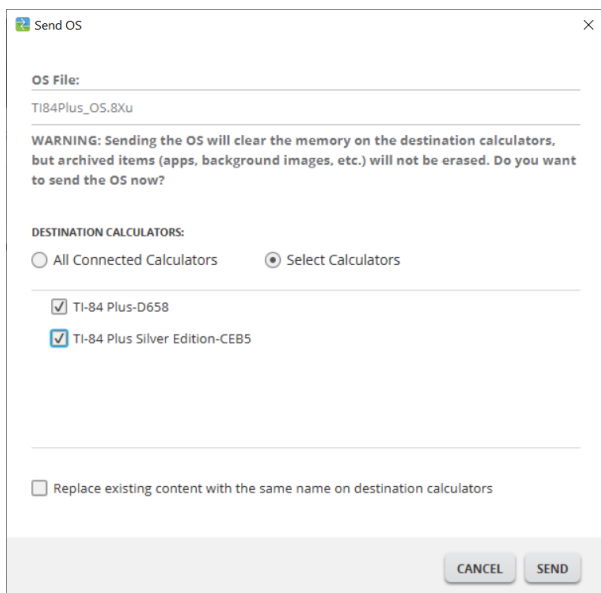 Send OS
OS File:
TI84Plus_OS.8Xu
WARNING: Sending the OS will clear the memory on the destination calculators,
but archived items (apps, background images, etc.) will not be erased. Do you want
to send the OS now?
DESTINATION CALCULATORS:
All Connected Calculators Select Calculators
TI-84 Plus-D658
TI-84 Plus Silver Edition-CEB5
Replace existing content with the same name on destination calculators
CANCEL SEND